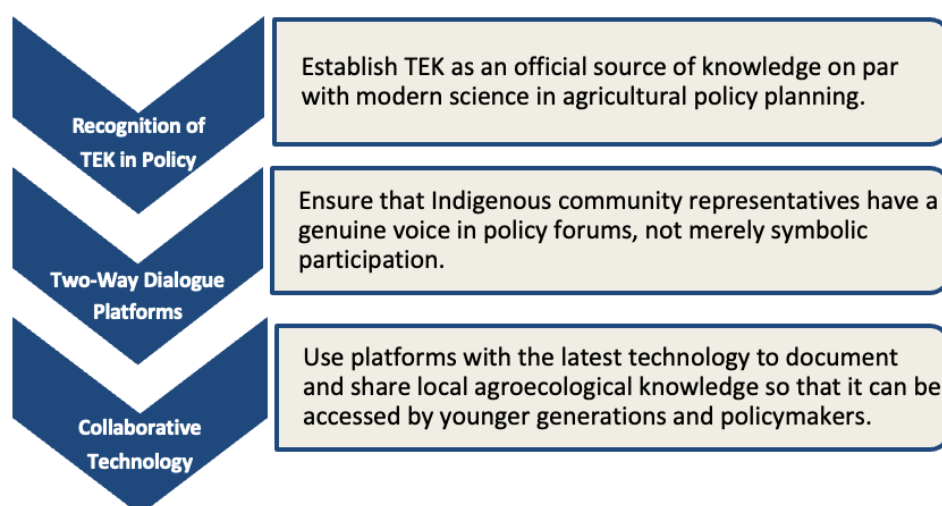 Recognition of
TEK in Policy
Establish TEK as an official source of knowledge on par
with modern science in agricultural policy planning.
Two-Way Dialogue
Platforms
Ensure that Indigenous community representatives have a
genuine voice in policy forums, not merely symbolic
participation.
Collaborative
Technology
Use platforms with the latest technology to document
and share local agroecological knowledge so that it can be
accessed by younger generations and policymakers.